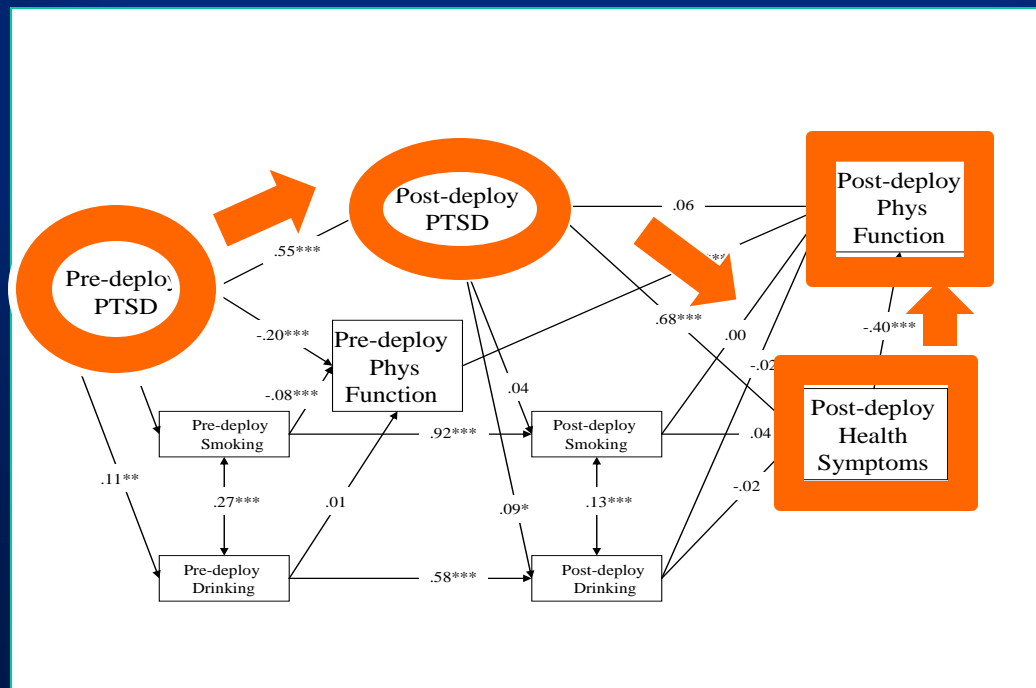 Post-deploy
Phys
Function
Post-deploy
PTSD
.06
.55***
Pre-deploy
PTSD
.68***
.00
-.40***
-.20***
Pre-deploy
Phys
Function
-.02
-.08***
.04
Pre-deploy
Smoking
.92***
Post-deploy
Smoking
.04
Post-deploy
Health
Symptoms
.11**
.27***
.01
.09*
.13***
-.02
Pre-deploy
Drinking
.58***
Post-deploy
Drinking